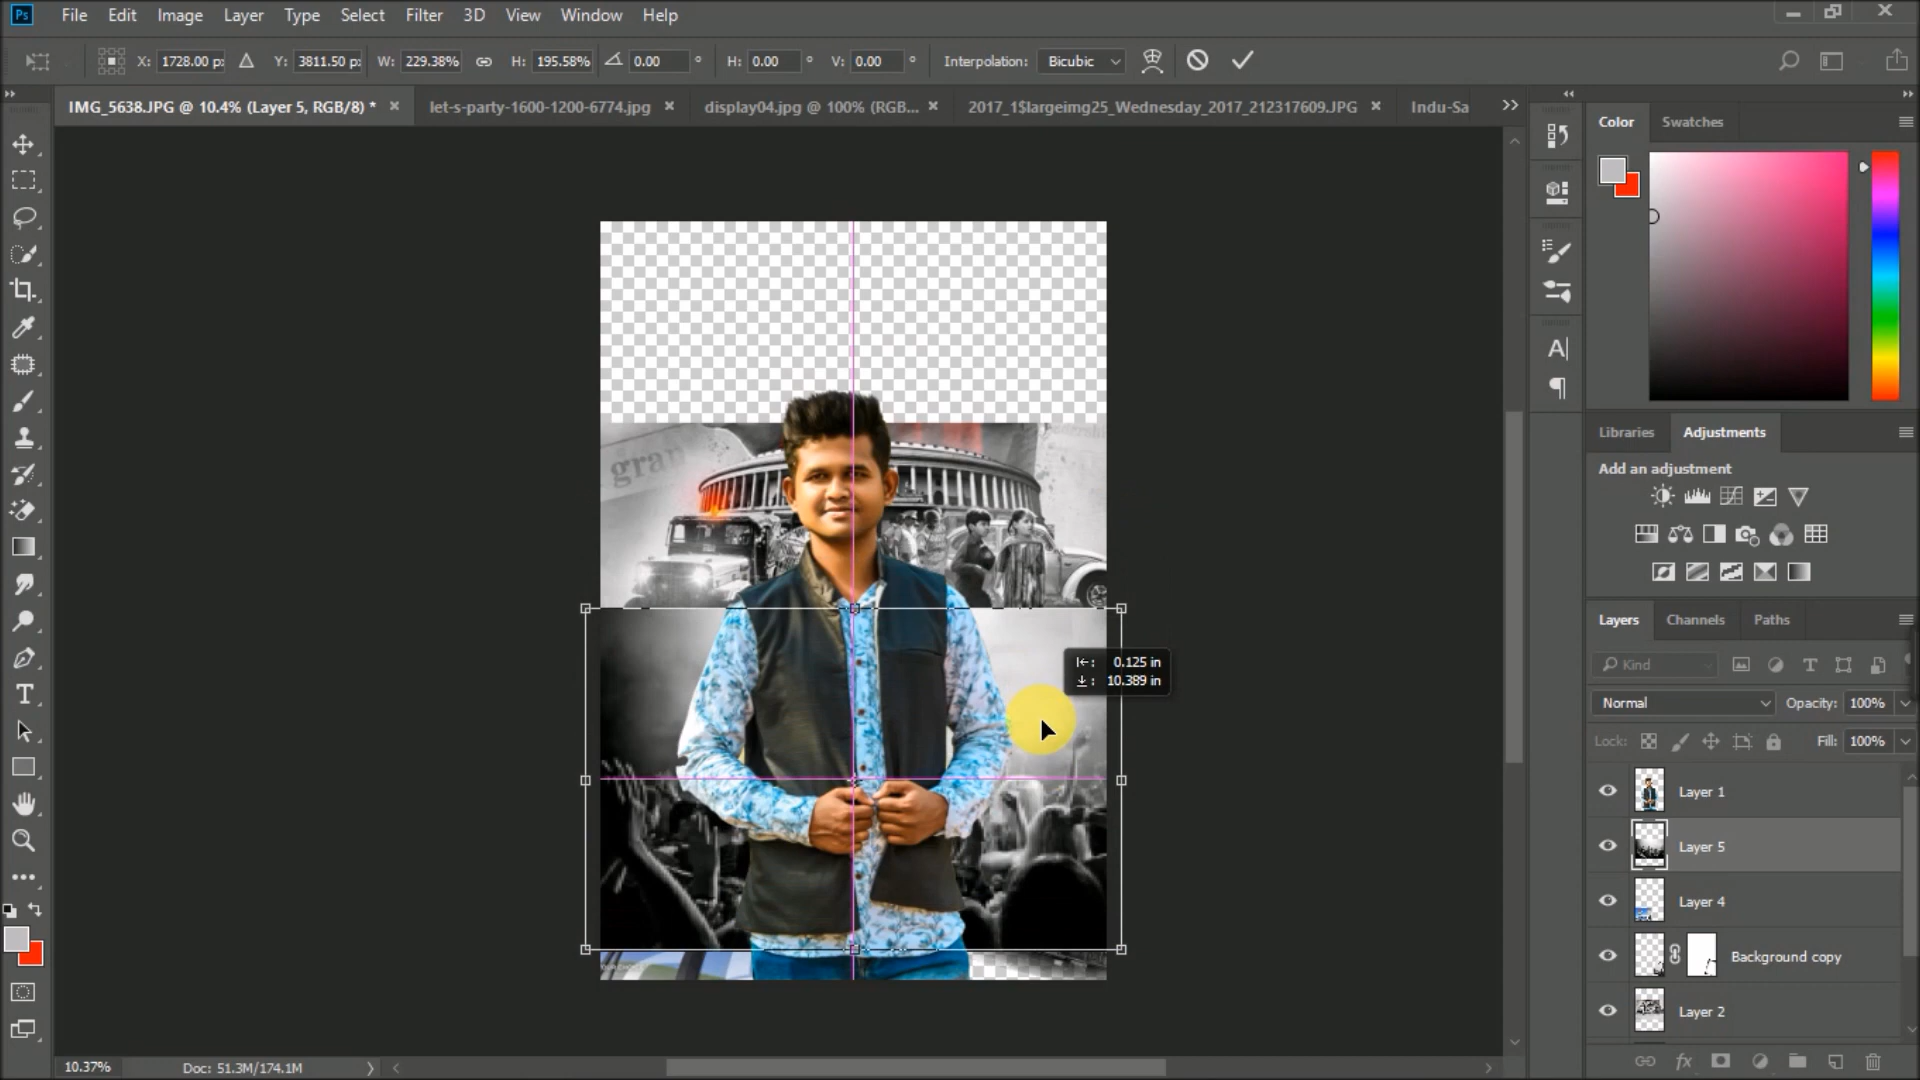 Ps File Edit Image Layer Type Select Filter 3D View Window Help
X: 1728.00 p Y: 3811.50 p W: 229.38% H: 195.58% 0.00 ° H: 0.00 ° V: 0.00 ° Interpolation: Bicubic
IMG_5638.JPG @ 10.4% (Layer 5, RGB/8) * × let-s-party-1600-1200-6774.jpg × display04.jpg @ 100% (RGB... × 2017_1$largeimg25_Wednesday_2017_212317609.JPG × Indu-Sa
Color Swatches
gran
0.125 in
10.389 in
Libraries Adjustments
Add an adjustment
Layers Channels Paths
Kind
Normal Opacity: 100%
Lock: Fill: 100%
Layer 1
Layer 5
Layer 4
Background copy
Layer 2
10.37% Doc: 51.3M/174.1M